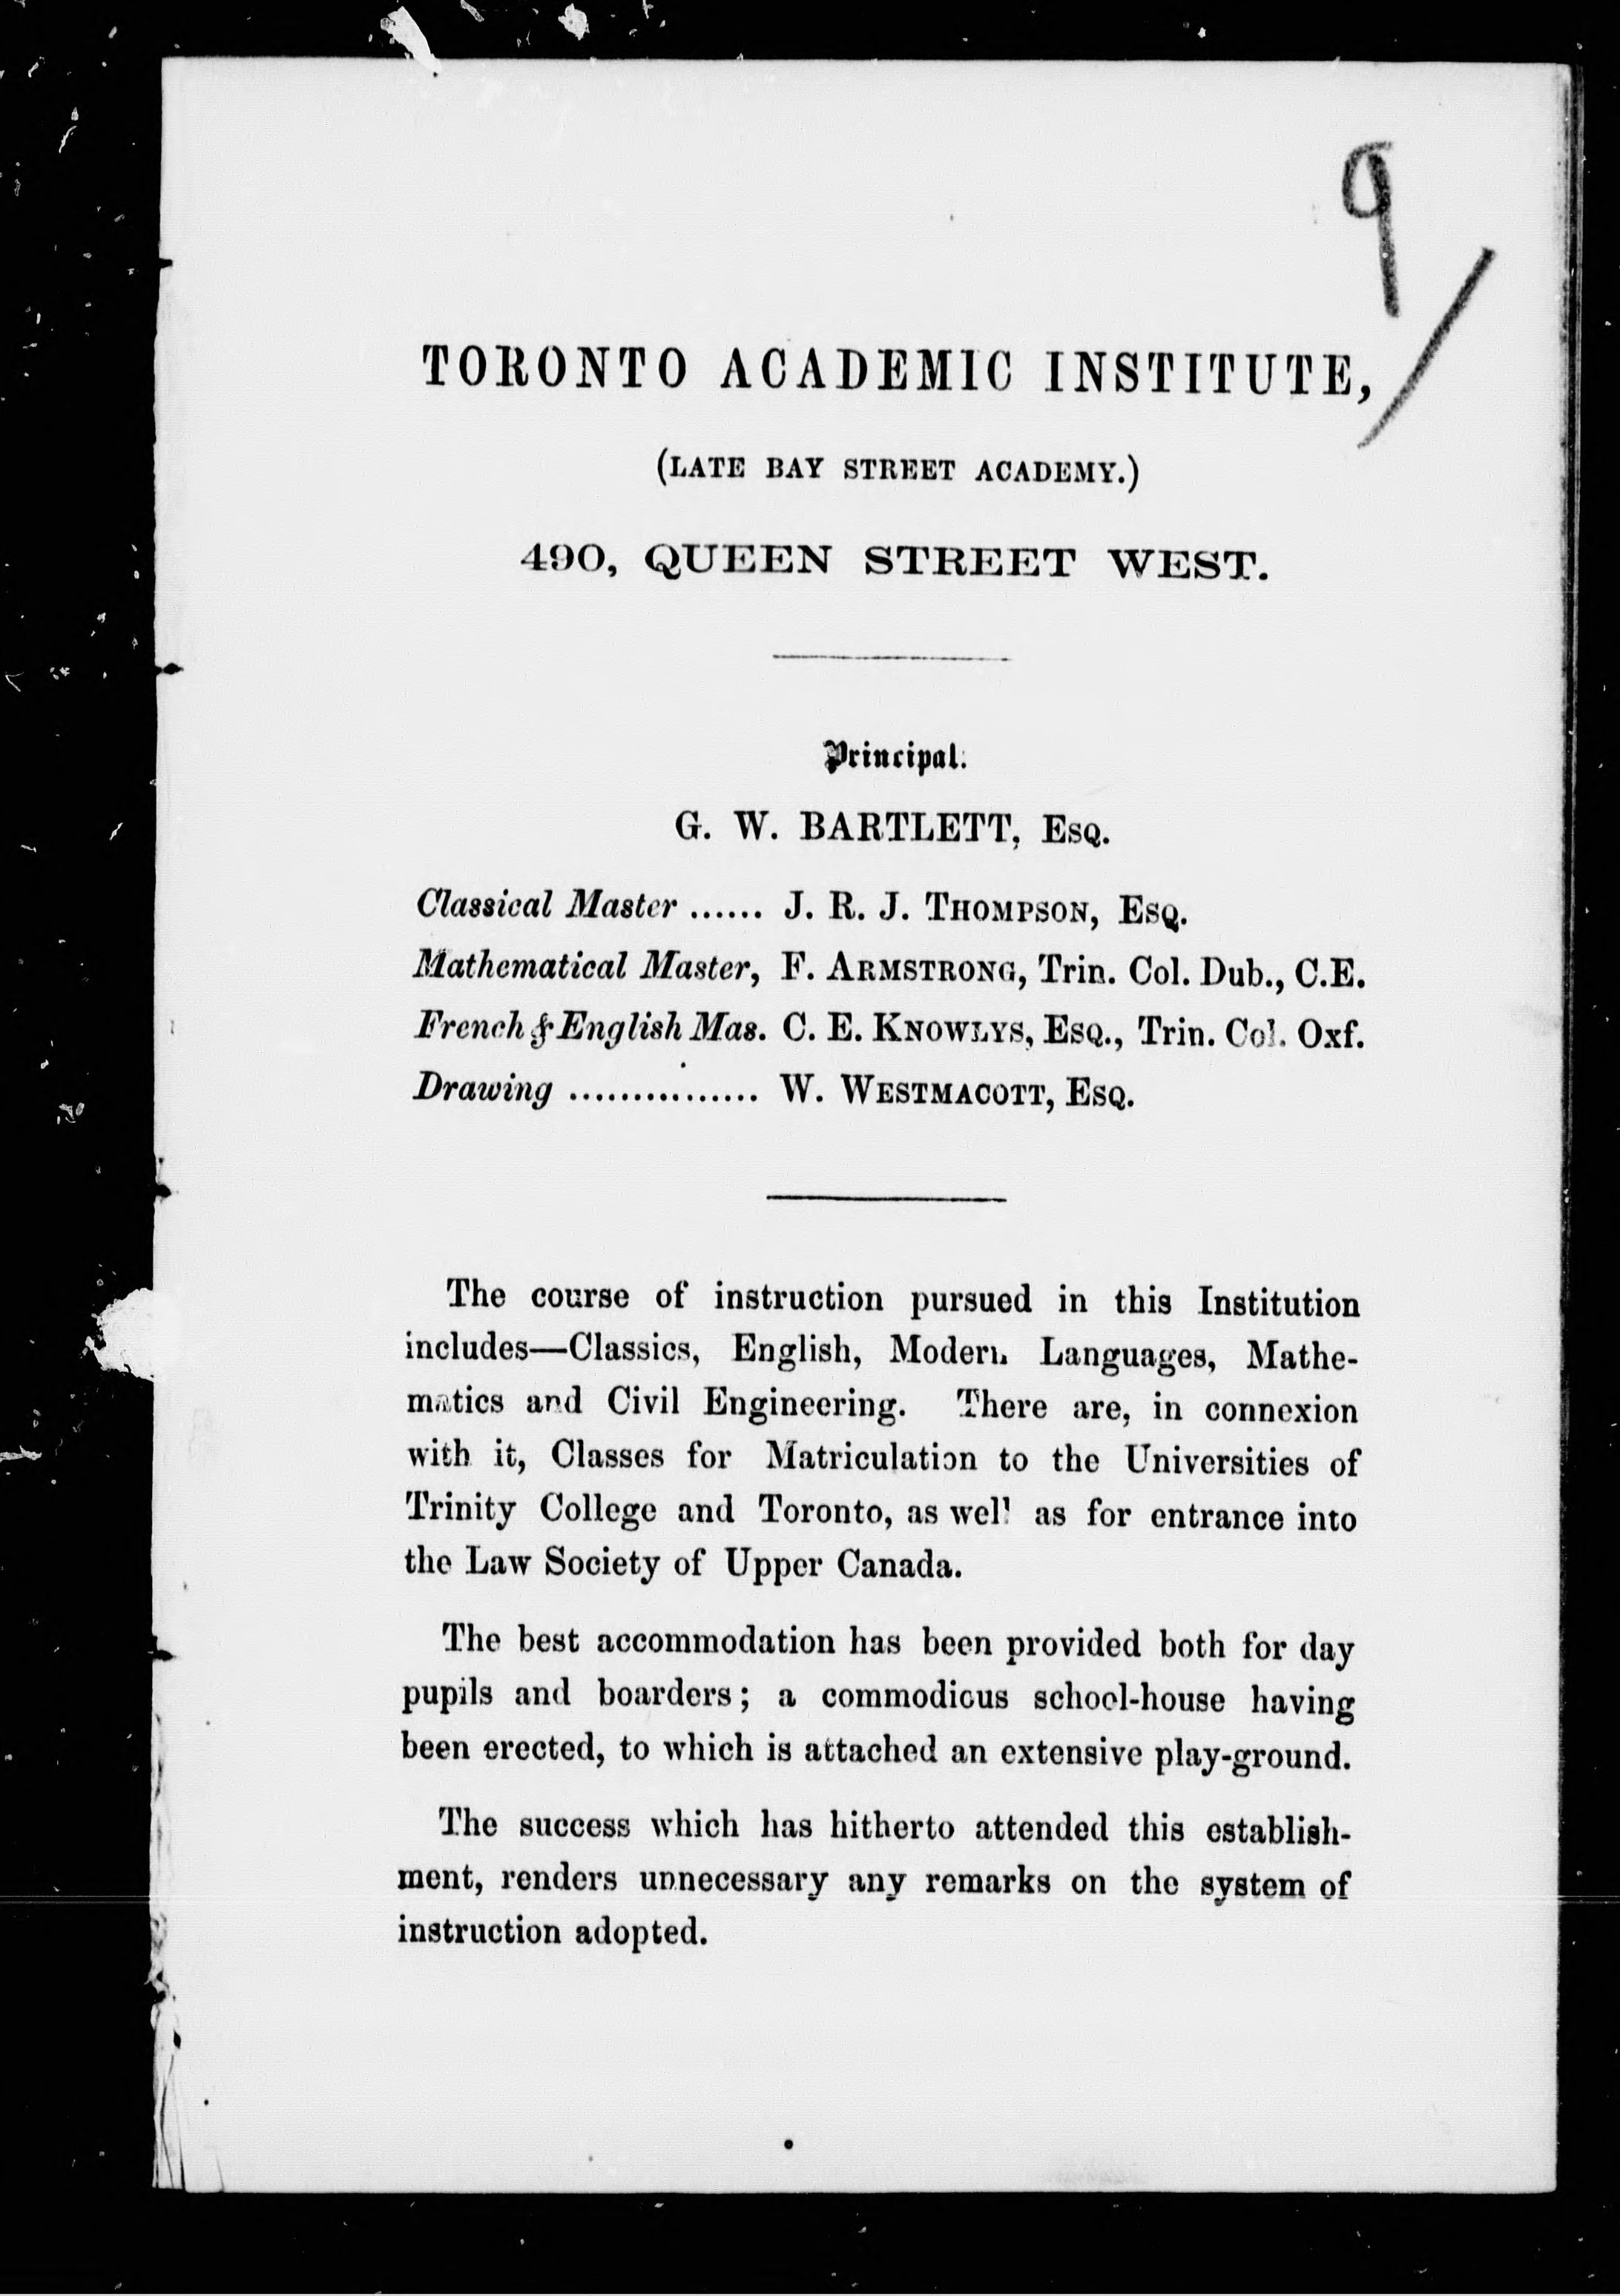 9/
TORONTO ACADEMIC INSTITUTE,
(LATE BAY STREET ACADEMY.)
490, QUEEN STREET WEST.
Principal:
G. W. BARTLETT, ESQ.
Classical Master ...... J. R. J. THOMPSON, ESQ.
Mathematical Master, F. ARMSTRONG, Trin. Col. Dub., C.E.
French & English Mas. C. E. KNOWLYS, ESQ., Trin. Col. Oxf.
Drawing ............... W. WESTMACOTT, ESQ.
The course of instruction pursued in this Institution
includes—Classics, English, Modern Languages, Mathe-
matics and Civil Engineering. There are, in connexion
with it, Classes for Matriculation to the Universities of
Trinity College and Toronto, as well as for entrance into
the Law Society of Upper Canada.
The best accommodation has been provided both for day
pupils and boarders; a commodious school-house having
been erected, to which is attached an extensive play-ground.
The success which has hitherto attended this establish-
ment, renders unnecessary any remarks on the system of
instruction adopted.